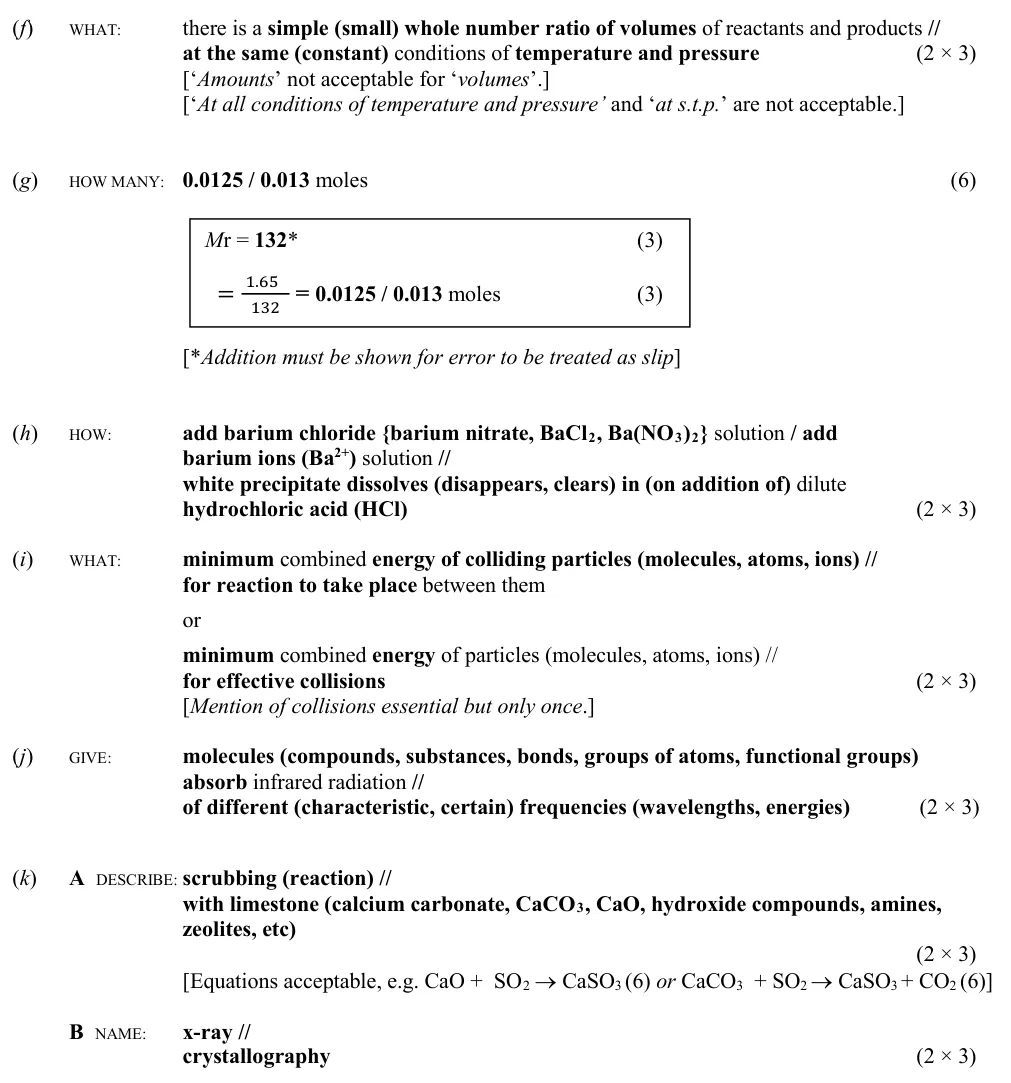 (f) WHAT: there is a simple (small) whole number ratio of volumes of reactants and products //
at the same (constant) conditions of temperature and pressure (2 × 3)
[‘Amounts’ not acceptable for ‘volumes’.]
[‘At all conditions of temperature and pressure’ and ‘at s.t.p.’ are not acceptable.]
(g) HOW MANY: 0.0125 / 0.013 moles (6)
Mr = 132* (3)
= 1.65/132 = 0.0125 / 0.013 moles (3)
[*Addition must be shown for error to be treated as slip]
(h) HOW: add barium chloride {barium nitrate, BaCl₂, Ba(NO₃)₂} solution / add
barium ions (Ba²⁺) solution //
white precipitate dissolves (disappears, clears) in (on addition of) dilute
hydrochloric acid (HCl) (2 × 3)
(i) WHAT: minimum combined energy of colliding particles (molecules, atoms, ions) //
for reaction to take place between them
or
minimum combined energy of particles (molecules, atoms, ions) //
for effective collisions (2 × 3)
[Mention of collisions essential but only once.]
(j) GIVE: molecules (compounds, substances, bonds, groups of atoms, functional groups)
absorb infrared radiation //
of different (characteristic, certain) frequencies (wavelengths, energies) (2 × 3)
(k) A DESCRIBE: scrubbing (reaction) //
with limestone (calcium carbonate, CaCO₃, CaO, hydroxide compounds, amines,
zeolites, etc)
(2 × 3)
[Equations acceptable, e.g. CaO + SO₂ → CaSO₃ (6) or CaCO₃ + SO₂ → CaSO₃ + CO₂ (6)]
B NAME: x-ray //
crystallography (2 × 3)